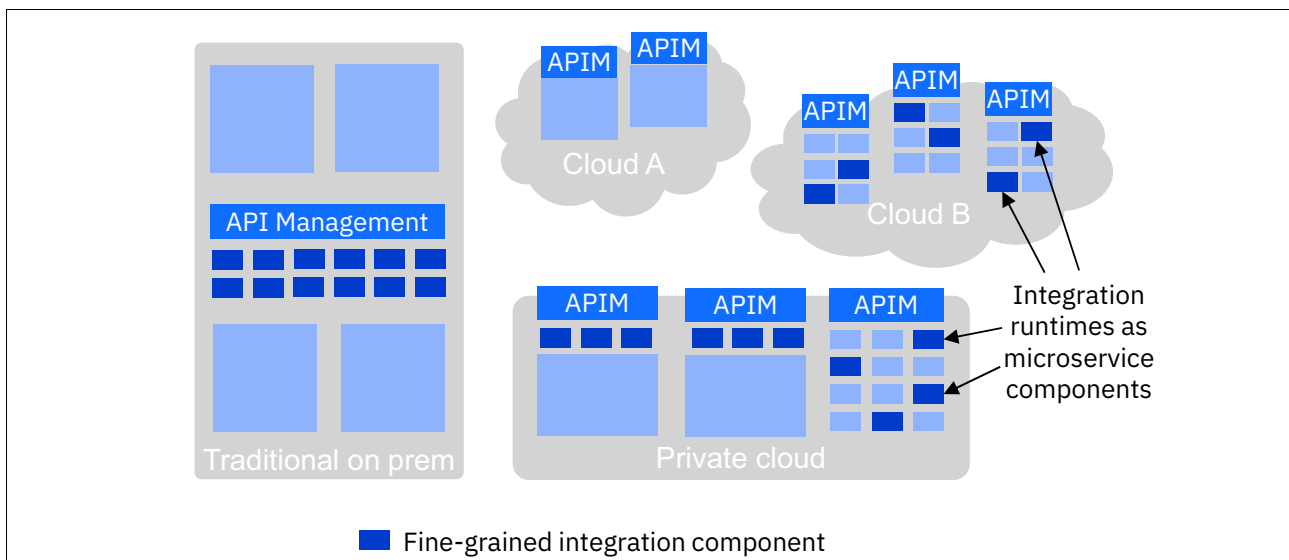 APIM
APIM
Cloud A
APIM
APIM
APIM
Cloud B
API Management
Traditional on prem
APIM
APIM
APIM
Private cloud
Integration
runtimes as
microservice
components
Fine-grained integration component